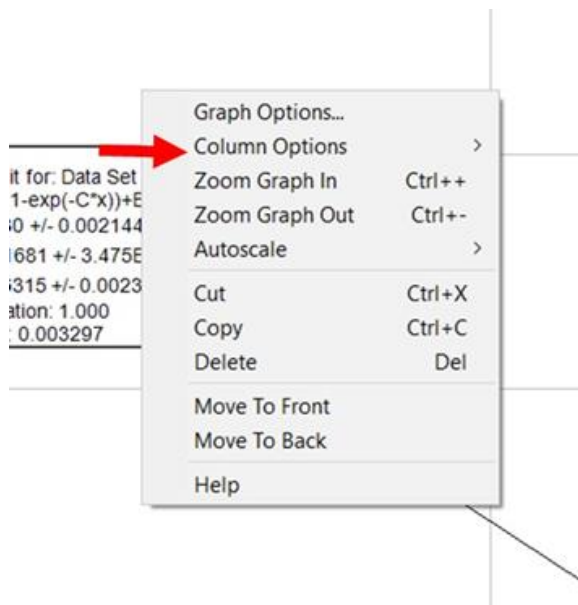 Graph Options...
Column Options >
Zoom Graph In Ctrl++
Zoom Graph Out Ctrl+-
Autoscale >
Cut Ctrl+X
Copy Ctrl+C
Delete Del
Move To Front
Move To Back
Help
it for: Data Set
1-exp(-C*x))+
+/- 0.002144
1681 +/- 3.475E
315 +/- 0.0023
ation: 1.000
: 0.003297